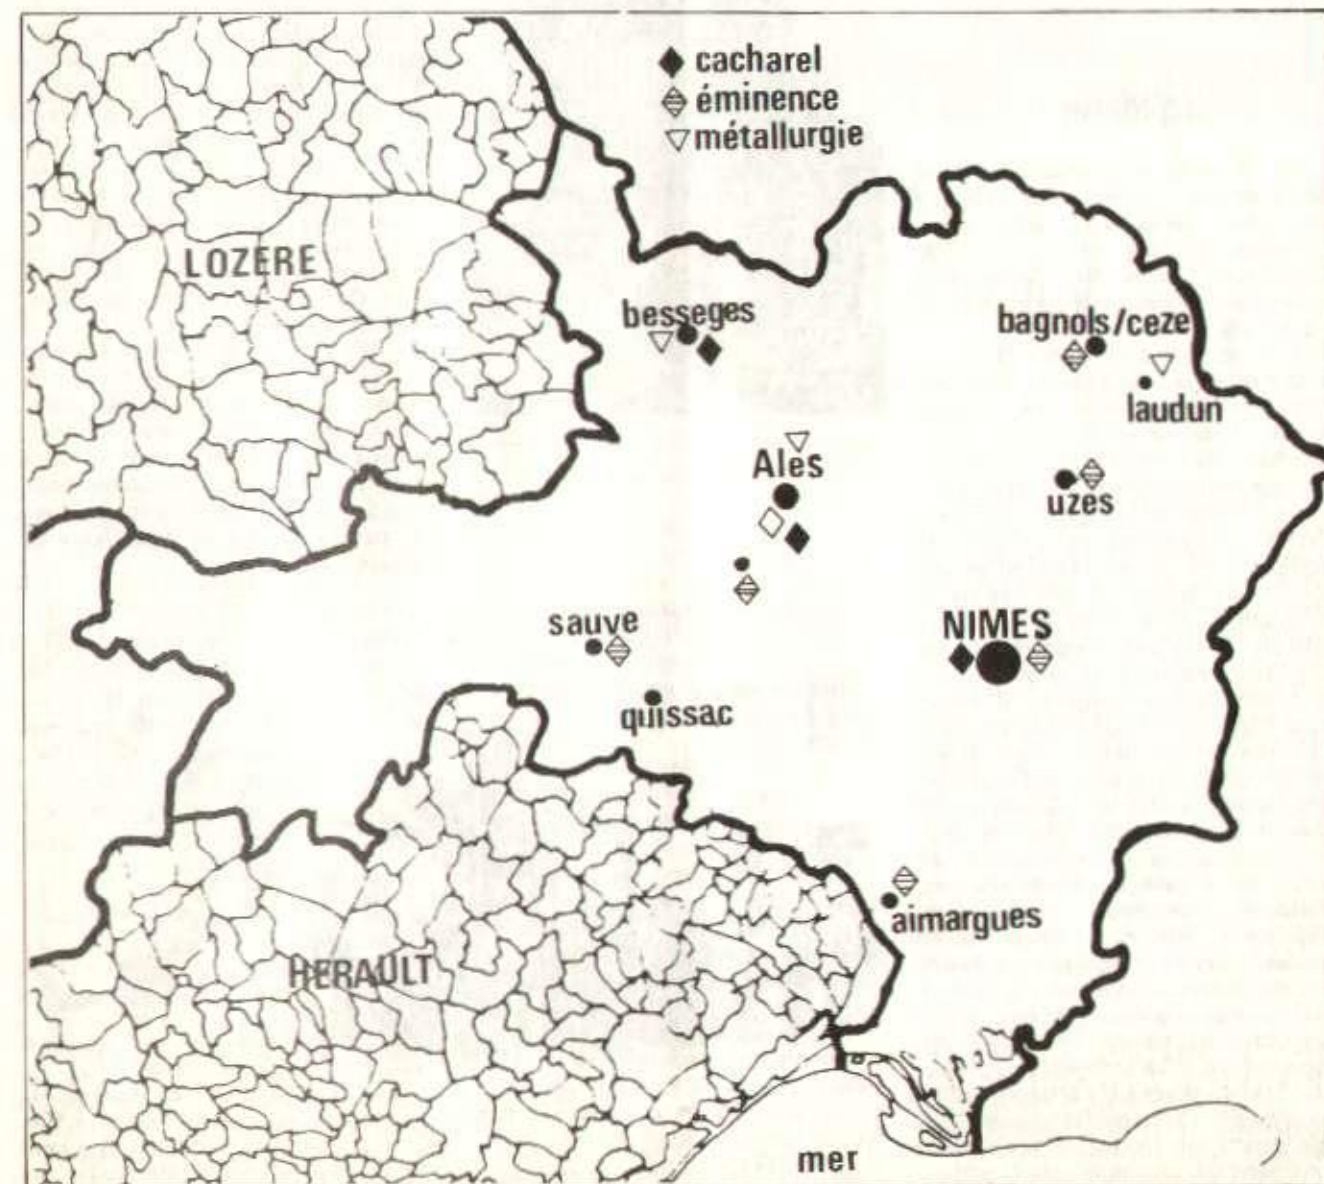 cacharel
éminence
métallurgie
LOZERE
besseges
bagnols/ceze
laudun
Ales
uzes
sauve
NIMES
quissac
aimargues
HERAULT
mer